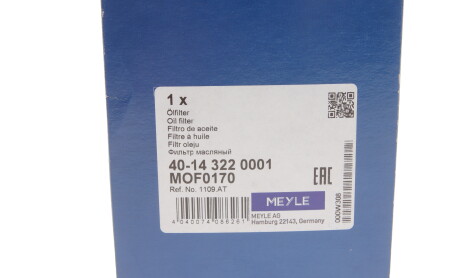 1 x
Ölfilter
Oil filter
Filtro de aceite
Filtre à huile
Filtr oleju
Фильтр масляный
40-14 322 0001
MOF0170
Ref. No. 1109.AT
EAC
MEYLE
MEYLE AG
Hamburg 22143, Germany